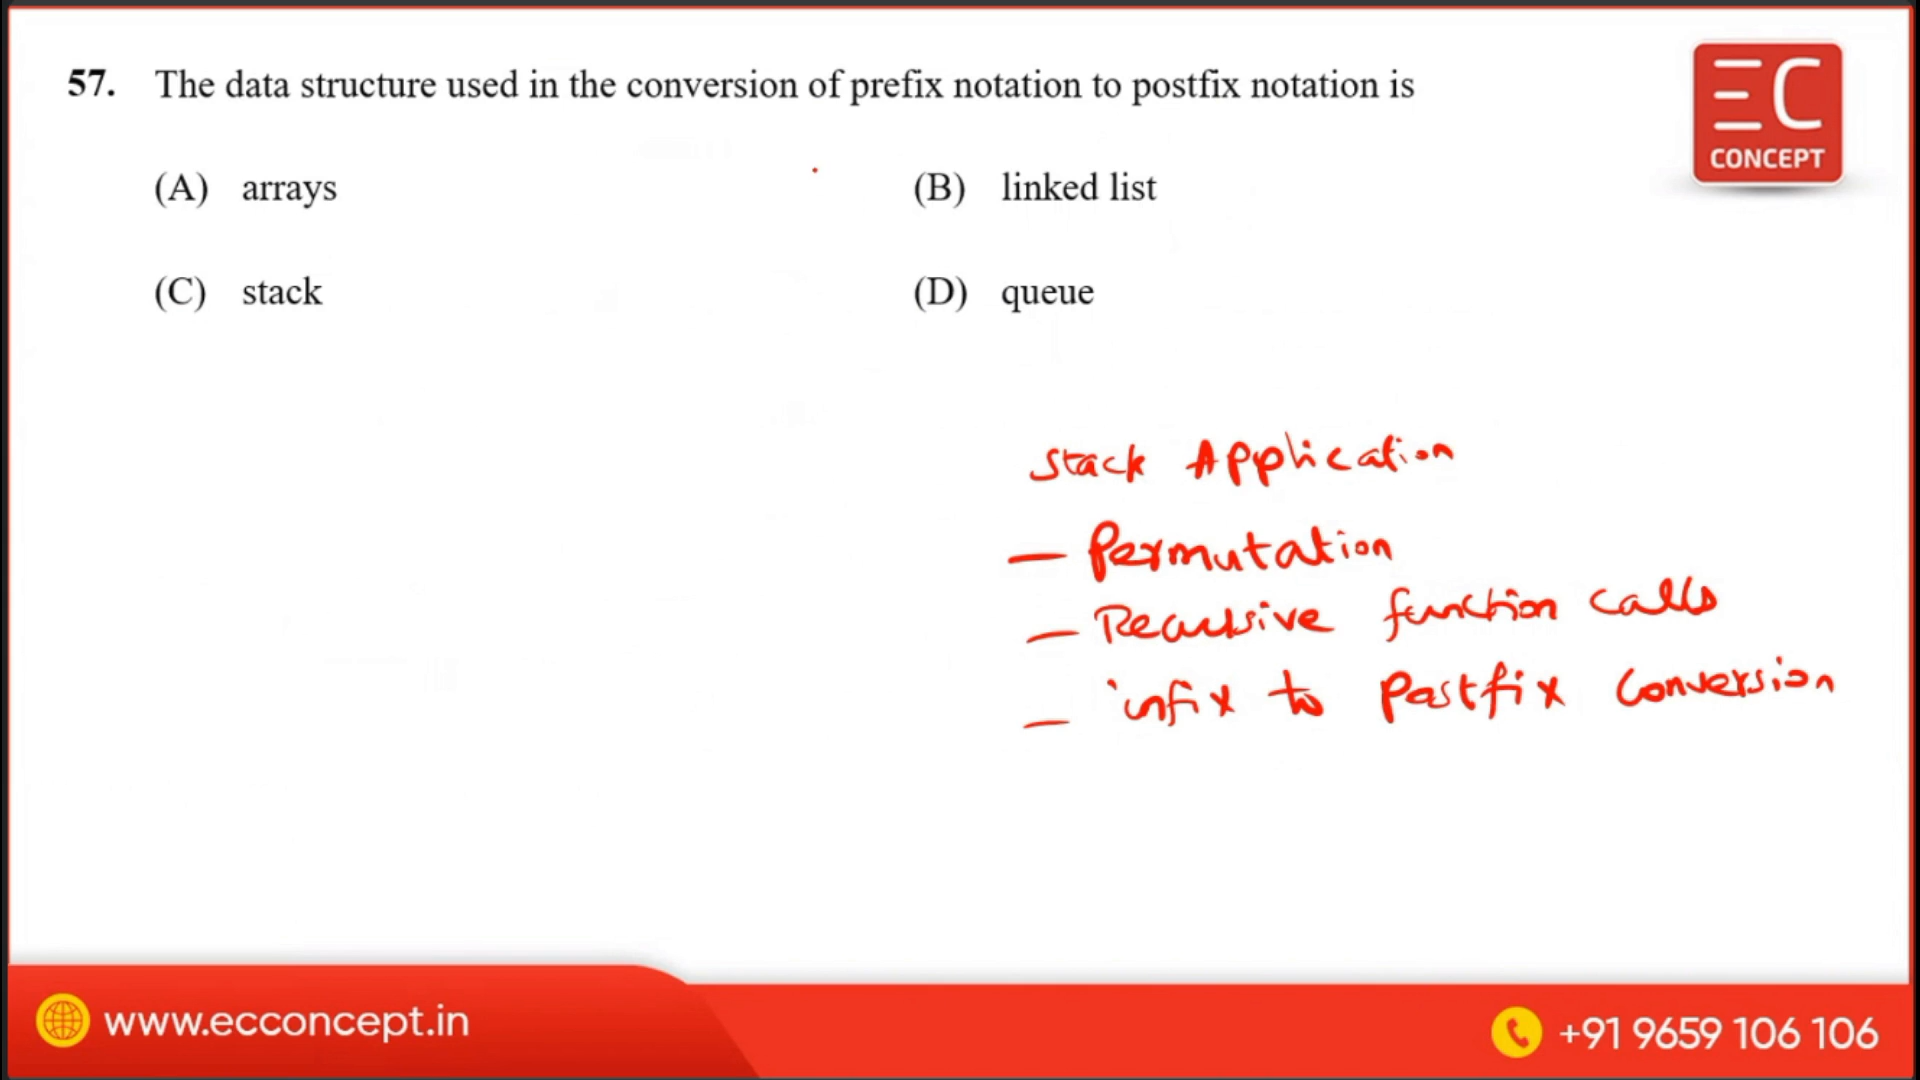 57. The data structure used in the conversion of prefix notation to postfix notation is
EC
CONCEPT
(A) arrays (B) linked list
(C) stack (D) queue
Stack Application
— Permutation
— Recursive function calls
— infix to Postfix Conversion
www.ecconcept.in
+91 9659 106 106